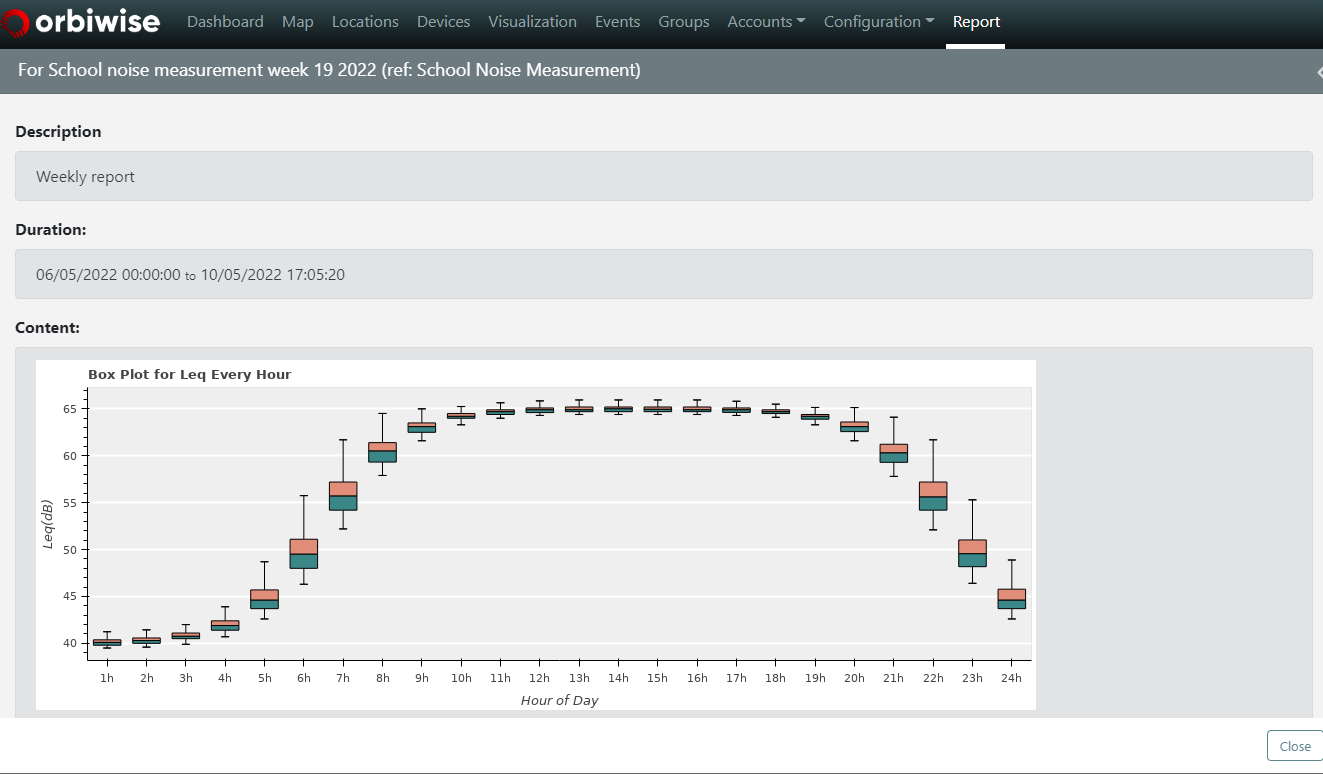 orbiwise Dashboard Map Locations Devices Visualization Events Groups Accounts Configuration Report
For School noise measurement week 19 2022 (ref: School Noise Measurement)
Description
Weekly report
Duration:
06/05/2022 00:00:00 to 10/05/2022 17:05:20
Content:
Box Plot for Leq Every Hour
65
60
55
50
45
40
Leq(dB)
1h 2h 3h 4h 5h 6h 7h 8h 9h 10h 11h 12h 13h 14h 15h 16h 17h 18h 19h 20h 21h 22h 23h 24h
Hour of Day
Close